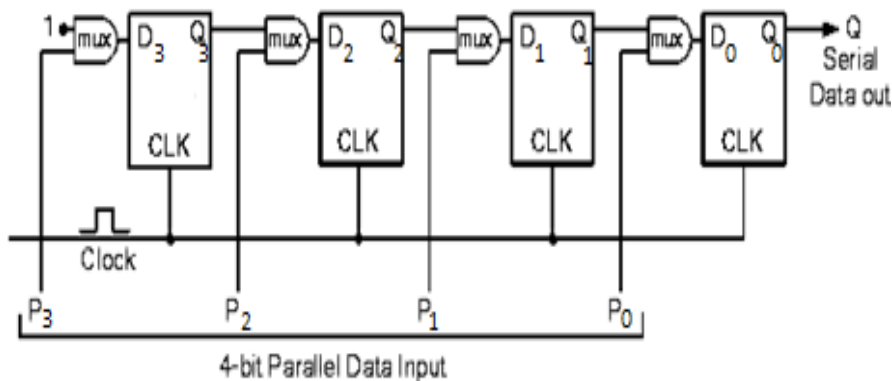 1 mux D3 Q3 mux D2 Q2 mux D1 Q1 mux D0 Q0 Q
Serial
Data out
CLK CLK CLK CLK
Clock
P3 P2 P1 P0
4-bit Parallel Data Input